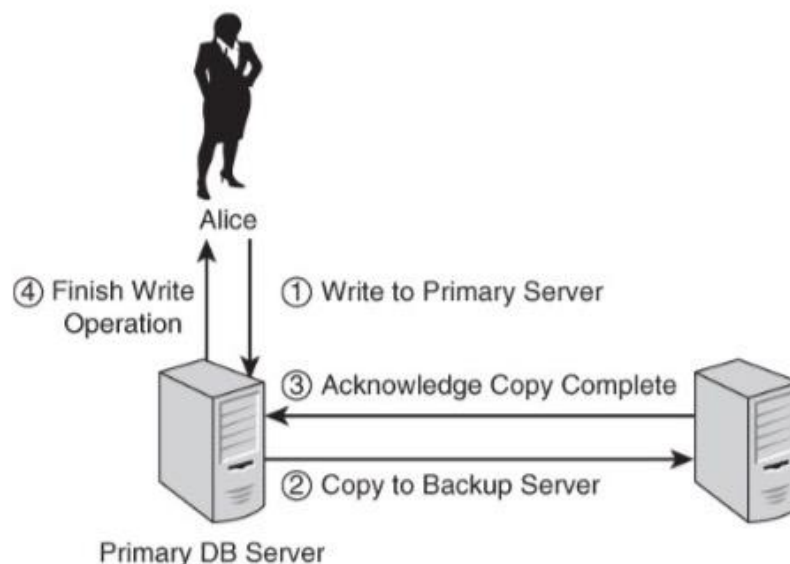 Alice
④ Finish Write
Operation
① Write to Primary Server
③ Acknowledge Copy Complete
② Copy to Backup Server
Primary DB Server